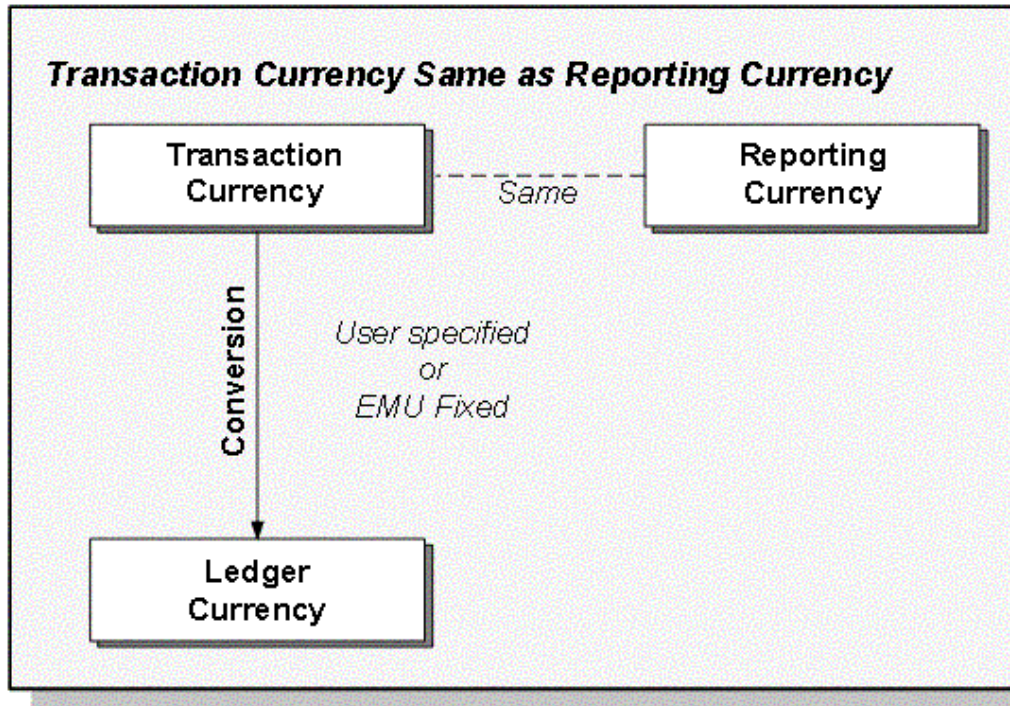 Transaction Currency Same as Reporting Currency
Transaction
Currency
Same
Reporting
Currency
Conversion
User specified
or
EMU Fixed
Ledger
Currency